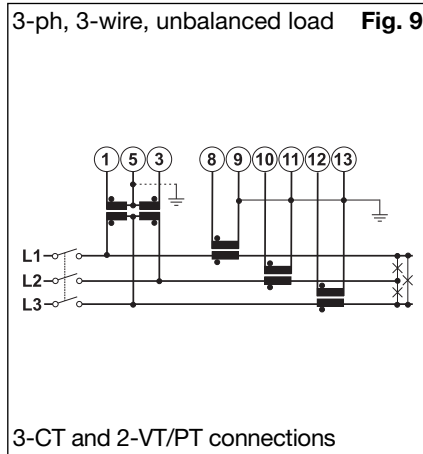 3-ph, 3-wire, unbalanced load Fig. 9
1 5 3 8 9 10 11 12 13
L1
L2
L3
3-CT and 2-VT/PT connections